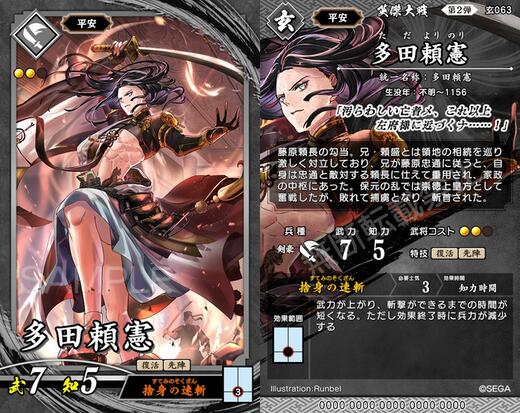 平安
多田頼憲
復活 先陣
武7 知5
すてみのそくざん
捨身の速斬
3
SAMPLE
玄
平安
英傑大戦
第2弾
玄063
ただよりのり
多田頼憲
統一名称：多田頼憲
生没年：不明～1156
「汚らわしい亡者メ、これ以上
左府様に近づくナ……！」
藤原頼長の勾当。兄・頼盛とは領地の相続を巡り
激しく対立しており、兄が藤原忠通に従うと、自
身は忠通と敵対する頼長に仕えて重用され、家政
の中枢にあった。保元の乱では崇徳上皇方として
奮戦したが、敗れて捕虜となり、斬首された。
兵種 武力 知力 武将コスト
剣豪 7 5 特技 復活 先陣
すてみのそくざん 必要士気 効果時間
捨身の速斬 3 知力時間
効果範囲
武力が上がり、斬撃ができるまでの時間が
短くなる。ただし効果終了時に兵力が減少
する
Illustration:Runbel
©SEGA
0000-0000-0000-0000-0000